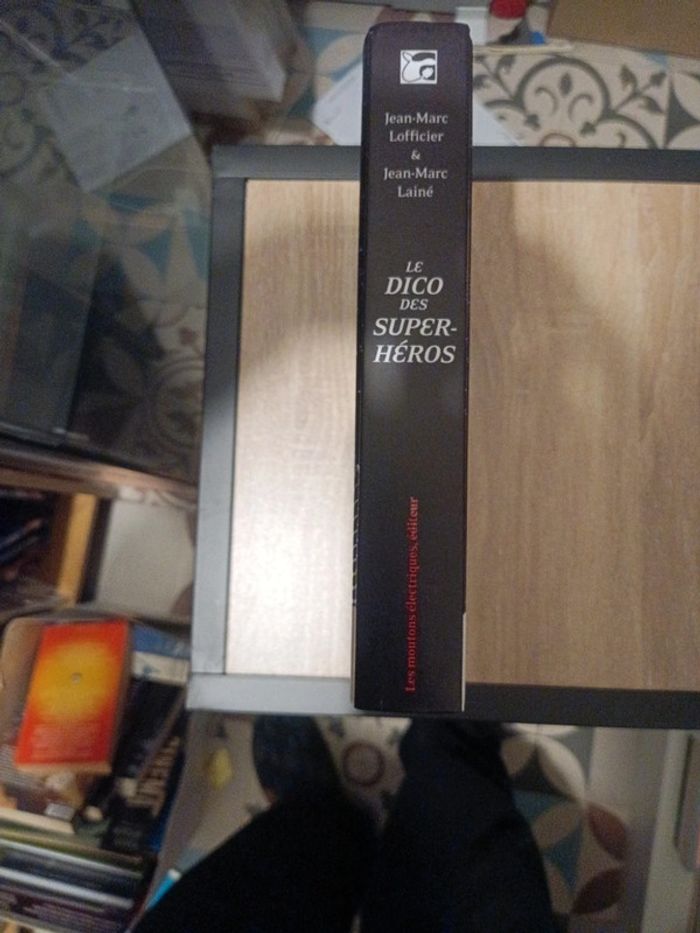 Jean-Marc
Lofficier
&
Jean-Marc
Lainé
LE
DICO
DES
SUPER-
HÉROS
Les moutons électriques, éditeur